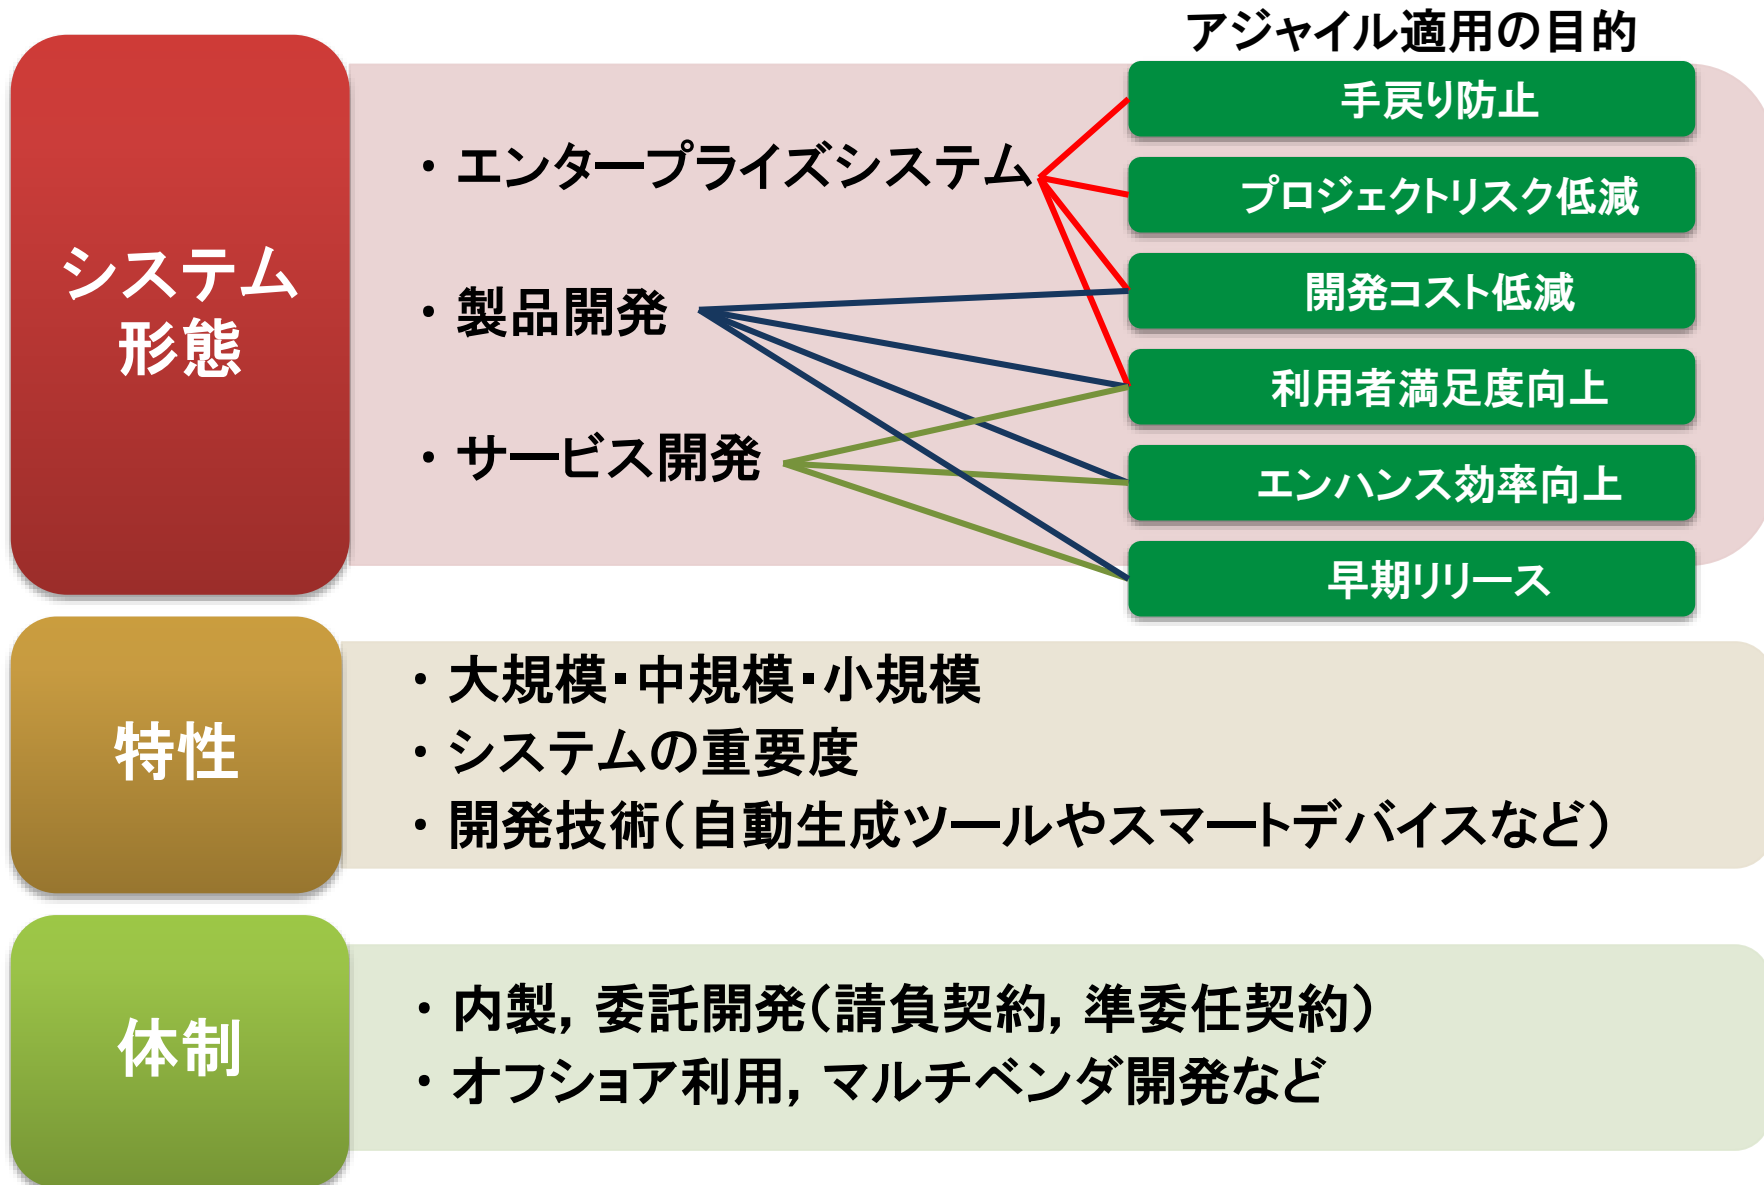 アジャイル適用の目的
システム
形態
・エンタープライズシステム
・製品開発
・サービス開発
手戻り防止
プロジェクトリスク低減
開発コスト低減
利用者満足度向上
エンハンス効率向上
早期リリース
特性
・大規模・中規模・小規模
・システムの重要度
・開発技術（自動生成ツールやスマートデバイスなど）
体制
・内製，委託開発（請負契約，準委任契約）
・オフショア利用，マルチベンダ開発など